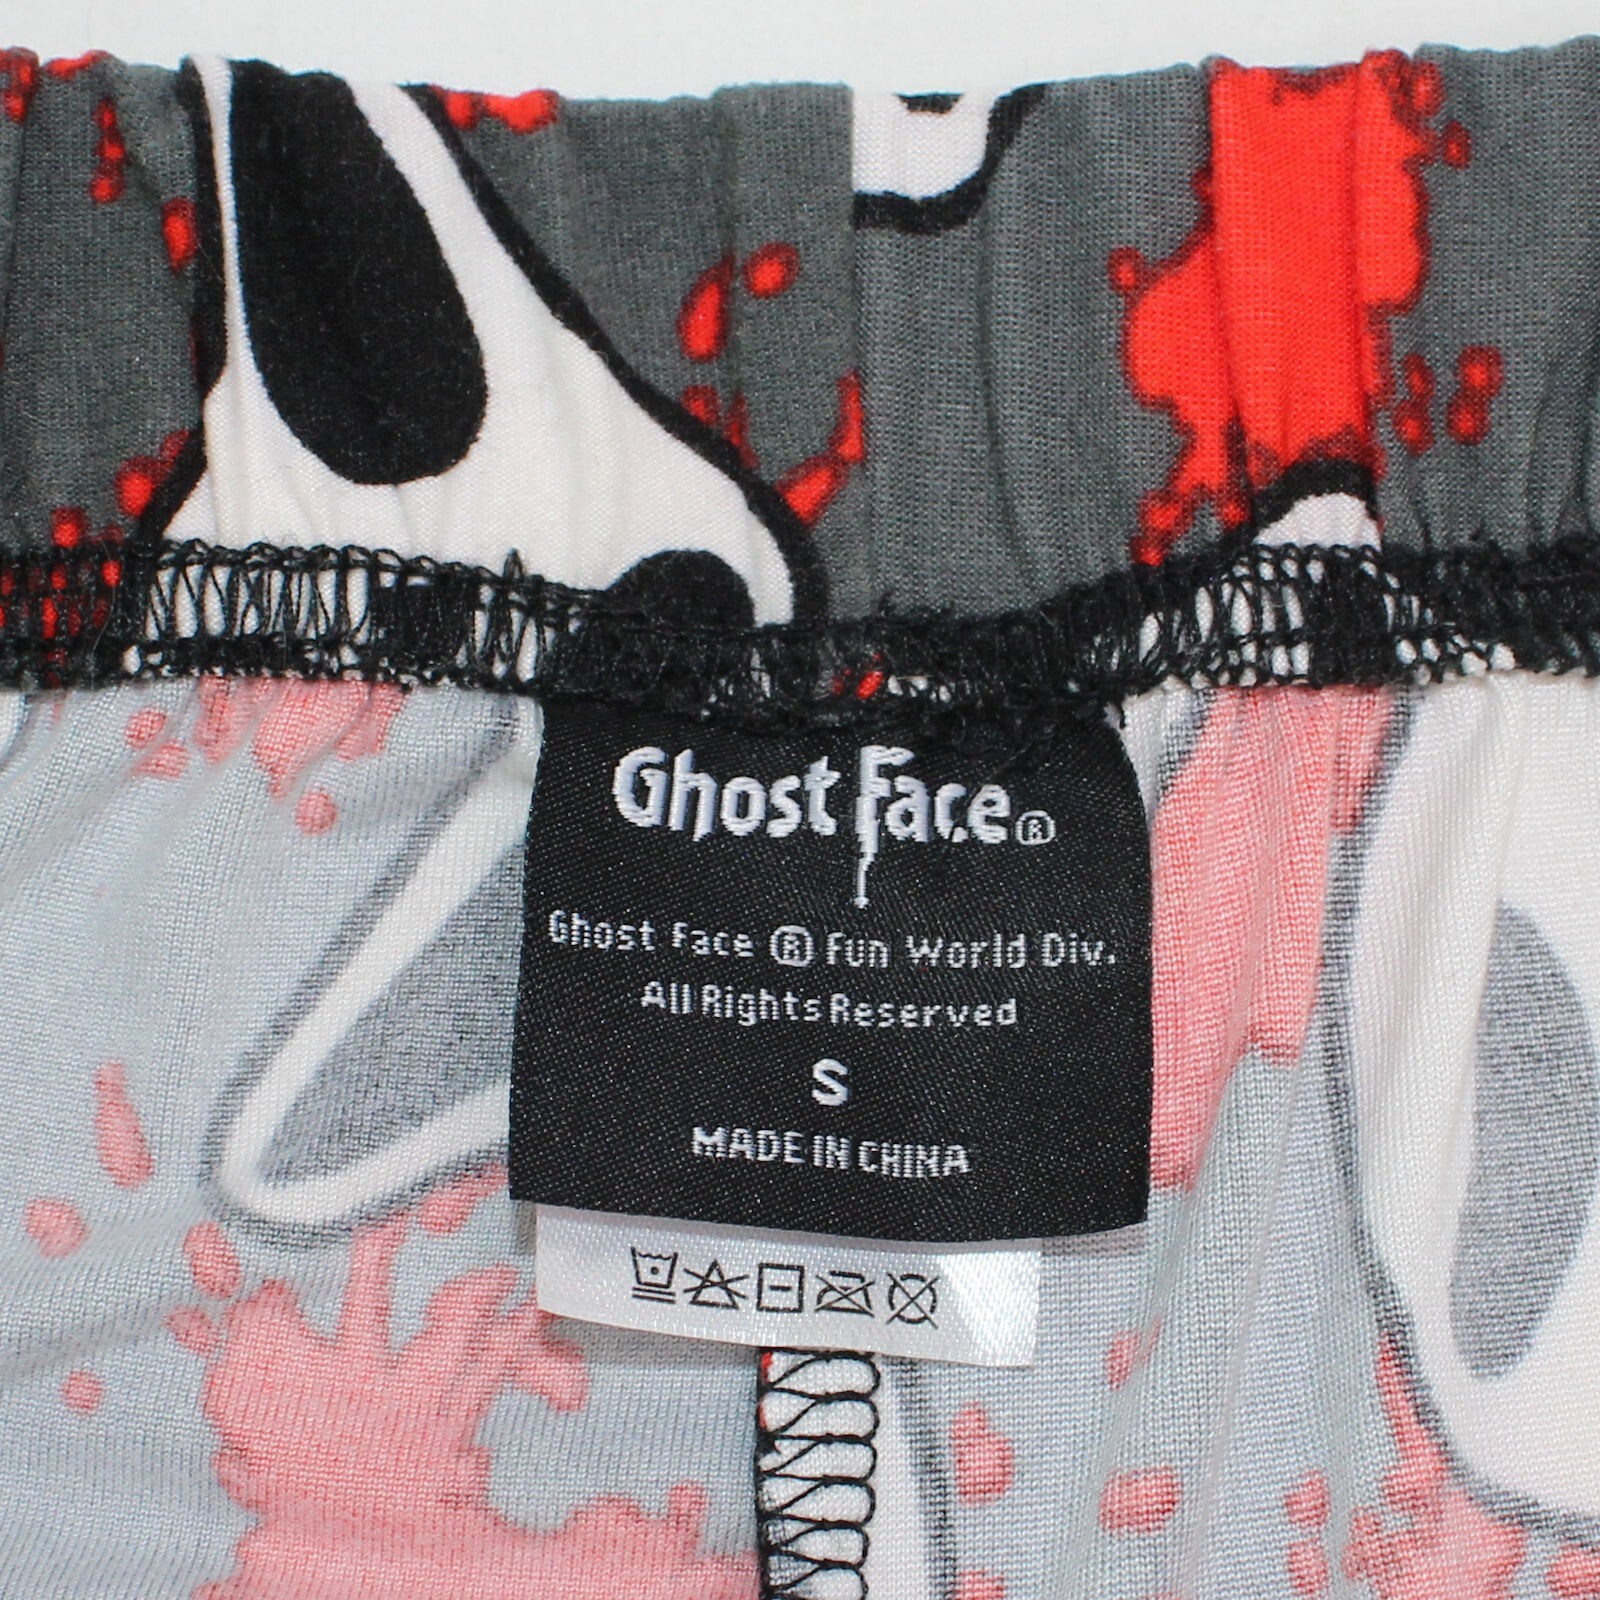 Ghost Face®
Ghost Face ® Fun World Div.
All Rights Reserved
S
MADE IN CHINA